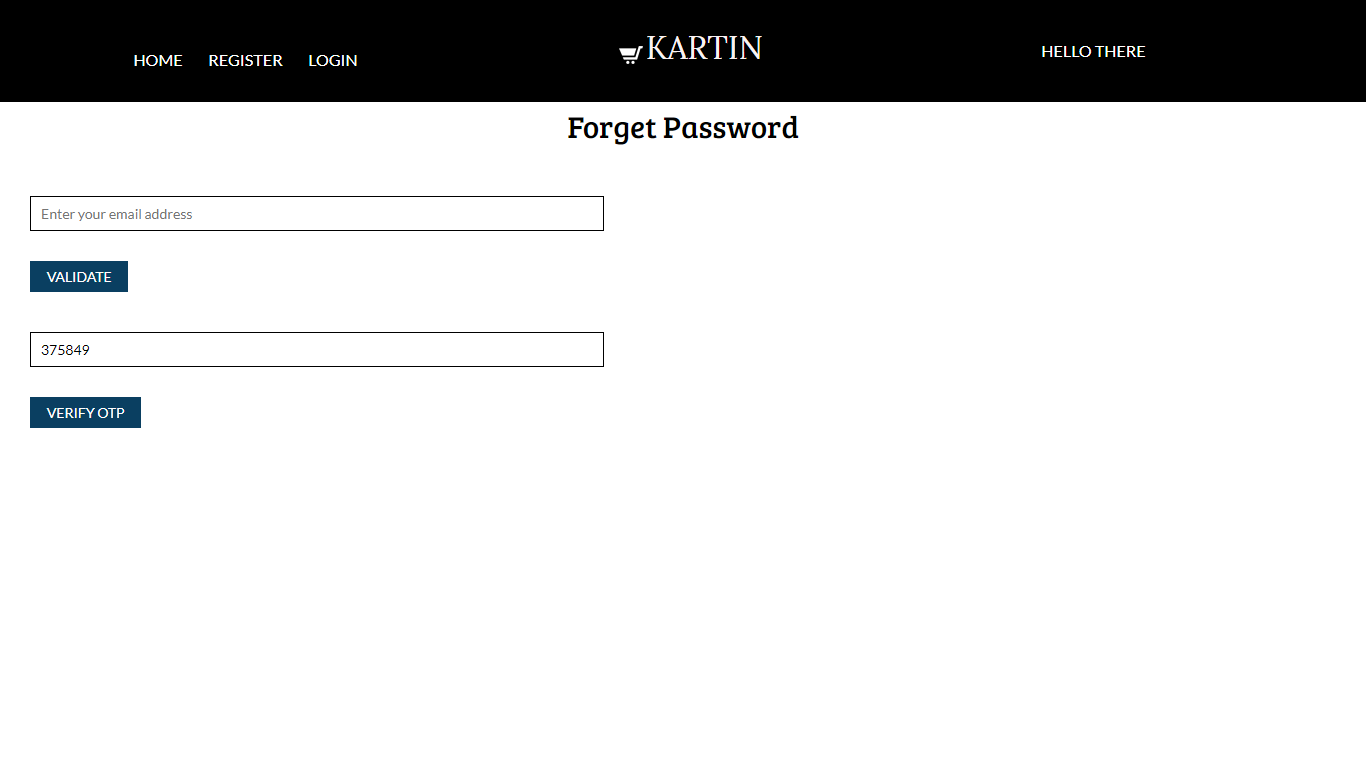 HOME REGISTER LOGIN KARTIN HELLO THERE
Forget Password
Enter your email address
VALIDATE
375849
VERIFY OTP